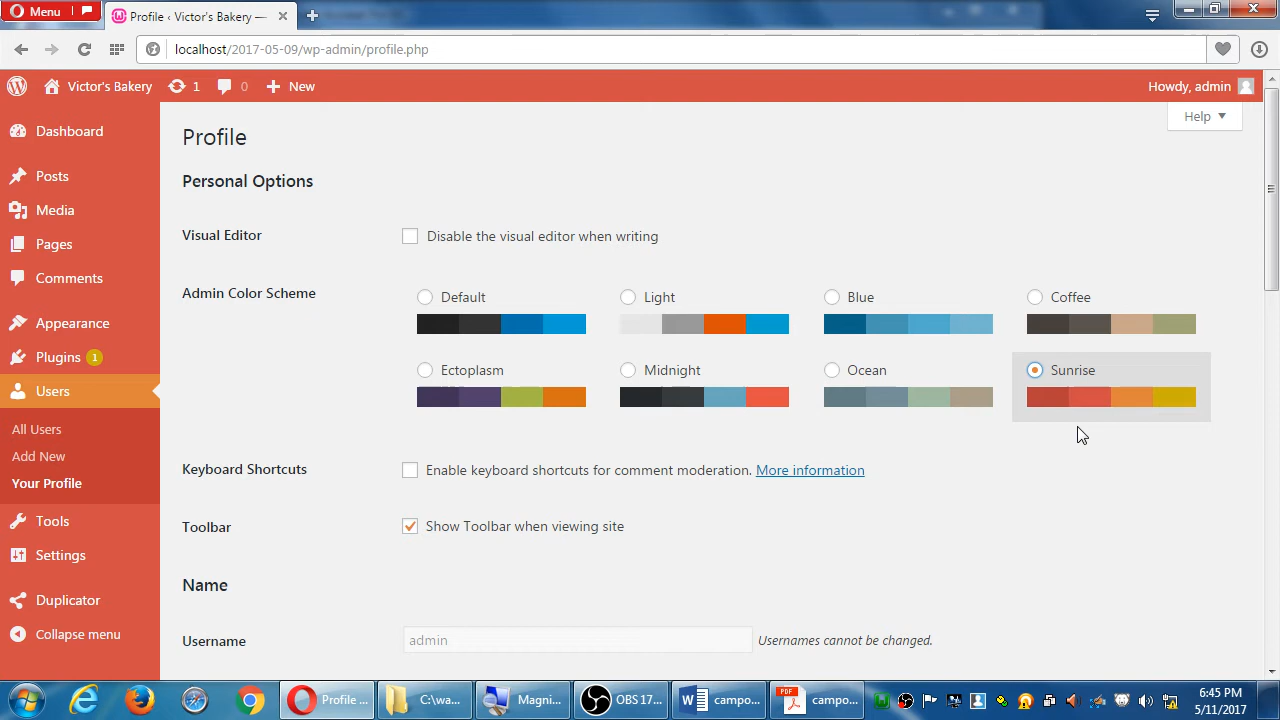 Menu
Profile ‹ Victor's Bakery —
localhost/2017-05-09/wp-admin/profile.php
Victor's Bakery 1 0 New Howdy, admin
Help
Dashboard
Posts
Media
Pages
Comments
Appearance
Plugins 1
Users
All Users
Add New
Your Profile
Tools
Settings
Duplicator
Collapse menu
Profile
Personal Options
Visual Editor Disable the visual editor when writing
Admin Color Scheme Default Light Blue Coffee
Ectoplasm Midnight Ocean Sunrise
Keyboard Shortcuts Enable keyboard shortcuts for comment moderation. More information
Toolbar Show Toolbar when viewing site
Name
Username admin Usernames cannot be changed.
Profile ... C:\wa... Magni... OBS 17... campo... campo... 6:45 PM
5/11/2017